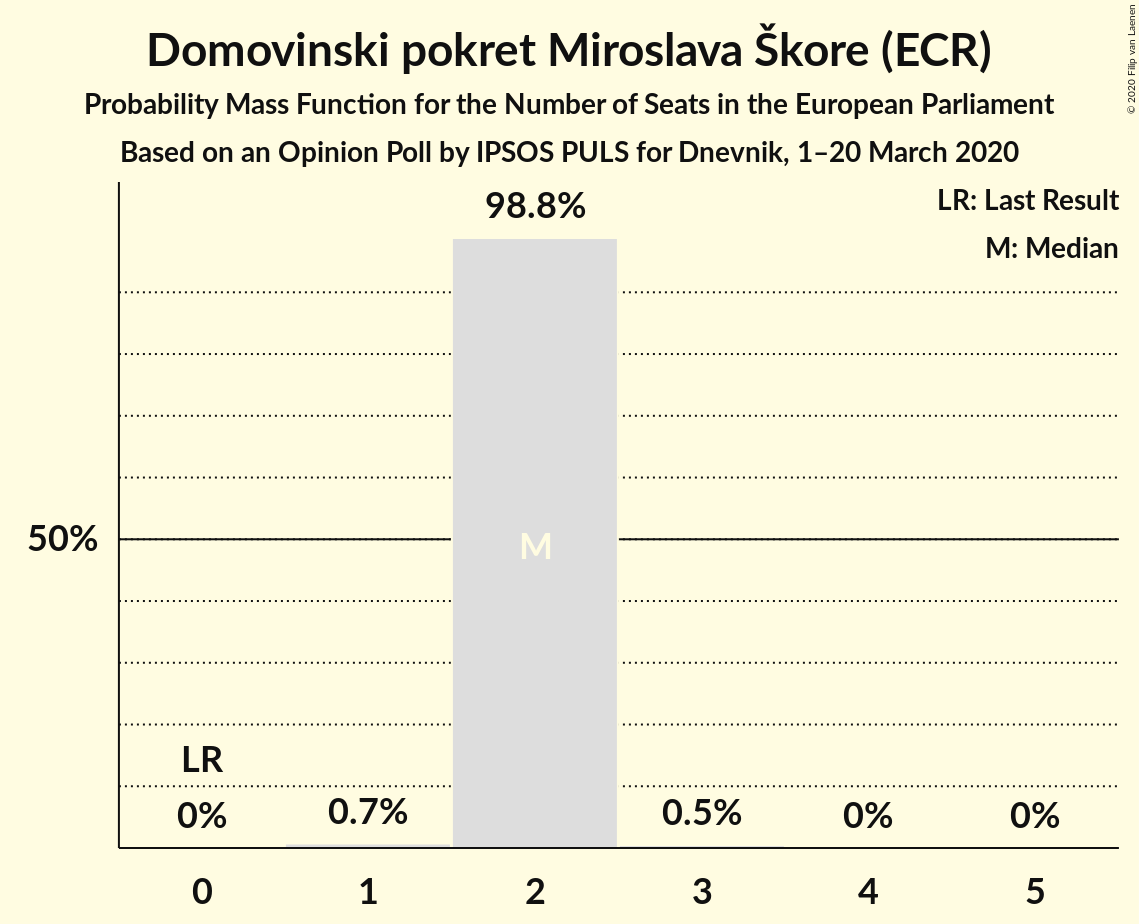 Domovinski pokret Miroslava Škore (ECR)
Probability Mass Function for the Number of Seats in the European Parliament
Based on an Opinion Poll by IPSOS PULS for Dnevnik, 1–20 March 2020
© 2020 Filip van Laenen
LR: Last Result
M: Median
98.8%
50%
M
LR
0% 0.7% 0.5% 0% 0%
0 1 2 3 4 5